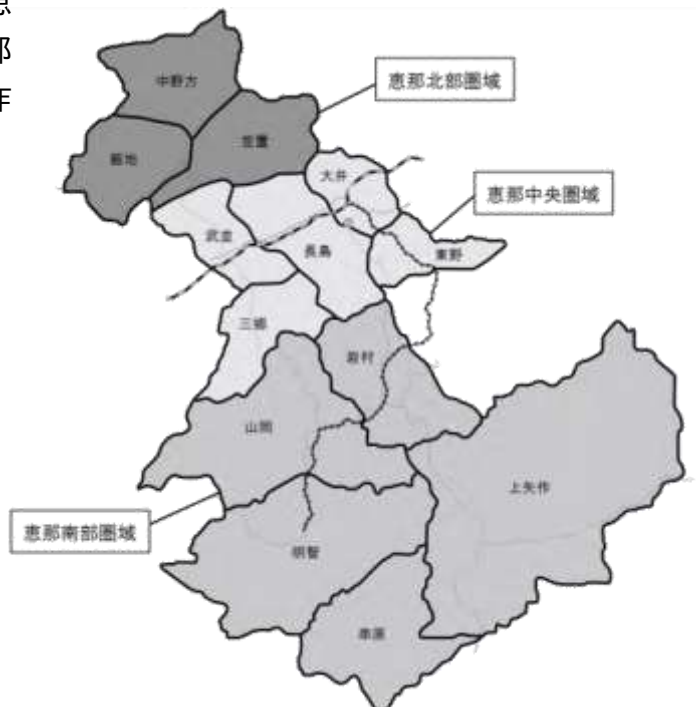 部
作
中野方
恵那北部圏域
笠置
飯地
大井
恵那中央圏域
武並
長島
東野
三郷
岩村
山岡
上矢作
恵那南部圏域
明智
串原